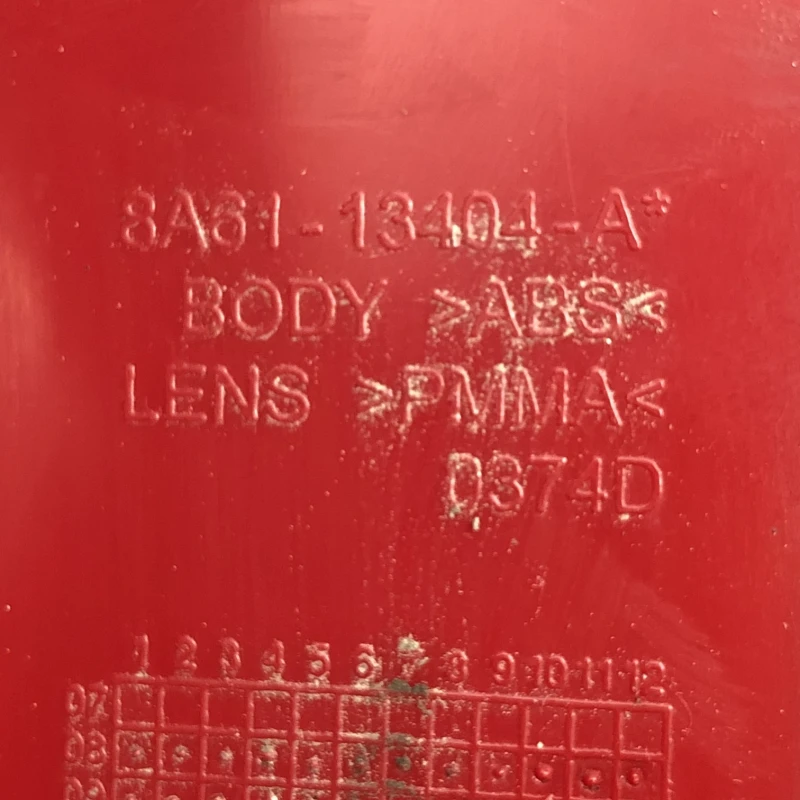 8A61-13404-A*
BODY >ABS<
LENS >PMMA<
0374D
1 2 3 4 5 6 7 8 9 10 11 12
07
08
09